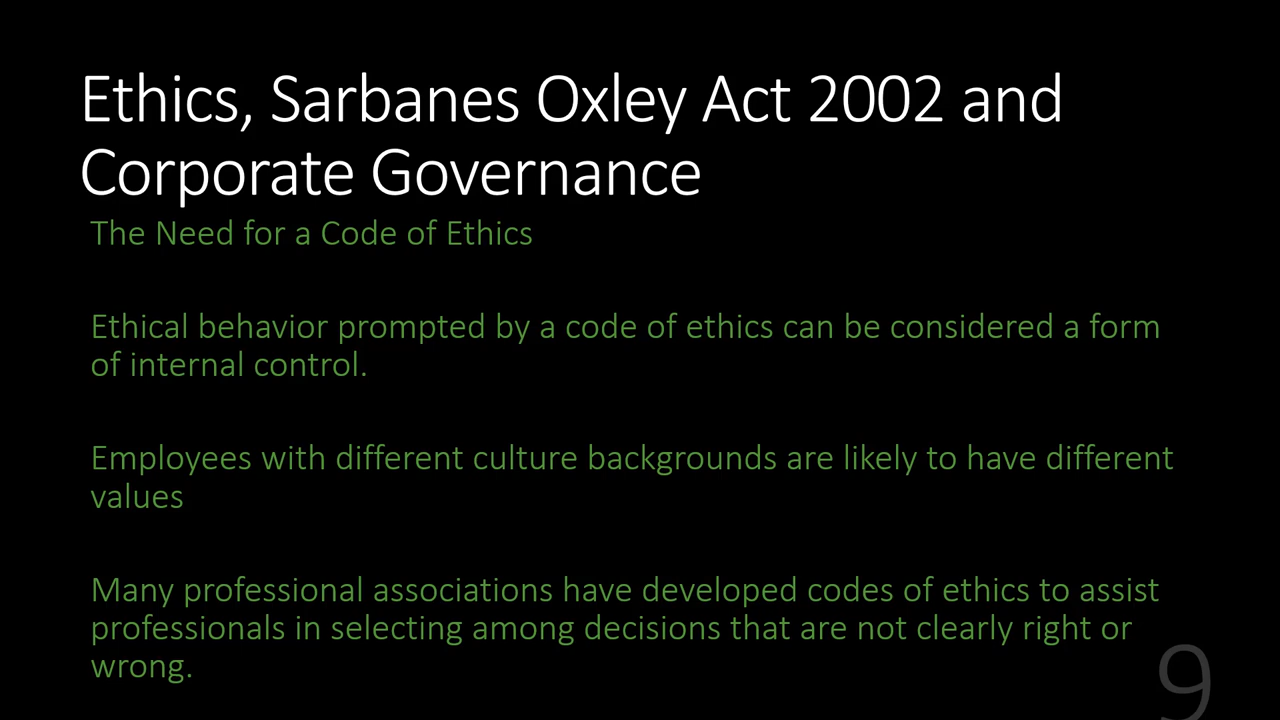 Ethics, Sarbanes Oxley Act 2002 and
Corporate Governance
The Need for a Code of Ethics
Ethical behavior prompted by a code of ethics can be considered a form
of internal control.
Employees with different culture backgrounds are likely to have different
values
Many professional associations have developed codes of ethics to assist
professionals in selecting among decisions that are not clearly right or
wrong.
9